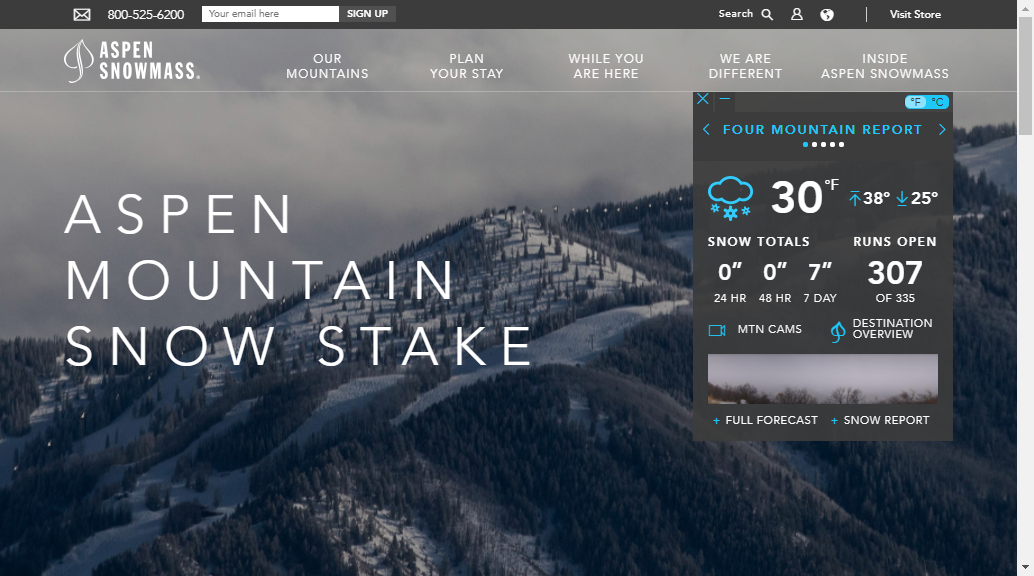 800-525-6200
Your email here
SIGN UP
Search
Visit Store
ASPEN
SNOWMASS.
OUR
MOUNTAINS
PLAN
YOUR STAY
WHILE YOU
ARE HERE
WE ARE
DIFFERENT
INSIDE
ASPEN SNOWMASS
ASPEN
MOUNTAIN
SNOW STAKE
°F °C
FOUR MOUNTAIN REPORT
30°F 38° 25°
SNOW TOTALS
0” 0” 7”
24 HR 48 HR 7 DAY
RUNS OPEN
307
OF 335
MTN CAMS
DESTINATION
OVERVIEW
+ FULL FORECAST + SNOW REPORT